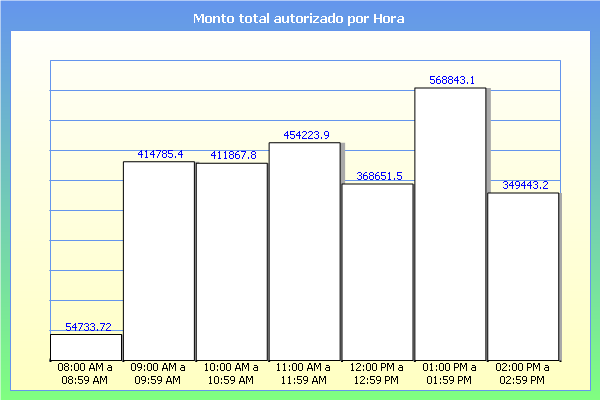 Monto total autorizado por Hora
568843.1
454223.9
414785.4
411867.8
368651.5
349443.2
54733.72
08:00 AM a
08:59 AM
09:00 AM a
09:59 AM
10:00 AM a
10:59 AM
11:00 AM a
11:59 AM
12:00 PM a
12:59 PM
01:00 PM a
01:59 PM
02:00 PM a
02:59 PM